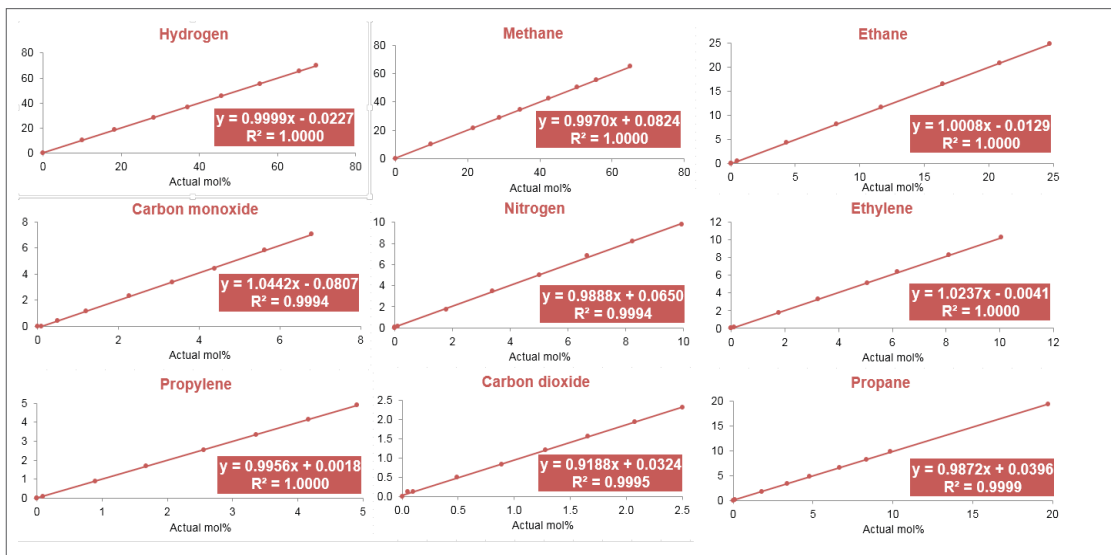 Hydrogen
80
60
40
20
0
y = 0.9999x - 0.0227
R² = 1.0000
0 20 40 60 80
Actual mol%
Methane
80
60
40
20
0
y = 0.9970x + 0.0824
R² = 1.0000
0 20 40 60 80
Actual mol%
Ethane
25
20
15
10
5
0
y = 1.0008x - 0.0129
R² = 1.0000
0 5 10 15 20 25
Actual mol%
Carbon monoxide
8
6
4
2
0
y = 1.0442x - 0.0807
R² = 0.9994
0 2 4 6 8
Actual mol%
Nitrogen
10
8
6
4
2
0
y = 0.9888x + 0.0650
R² = 0.9994
0 2 4 6 8 10
Actual mol%
Ethylene
12
10
8
6
4
2
0
y = 1.0237x - 0.0041
R² = 1.0000
0 2 4 6 8 10 12
Actual mol%
Propylene
5
4
3
2
1
0
y = 0.9956x + 0.0018
R² = 1.0000
0 1 2 3 4 5
Actual mol%
Carbon dioxide
2.5
2.0
1.5
1.0
0.5
0.0
y = 0.9188x + 0.0324
R² = 0.9995
0.0 0.5 1.0 1.5 2.0 2.5
Actual mol%
Propane
20
15
10
5
0
y = 0.9872x + 0.0396
R² = 0.9999
0 5 10 15 20
Actual mol%